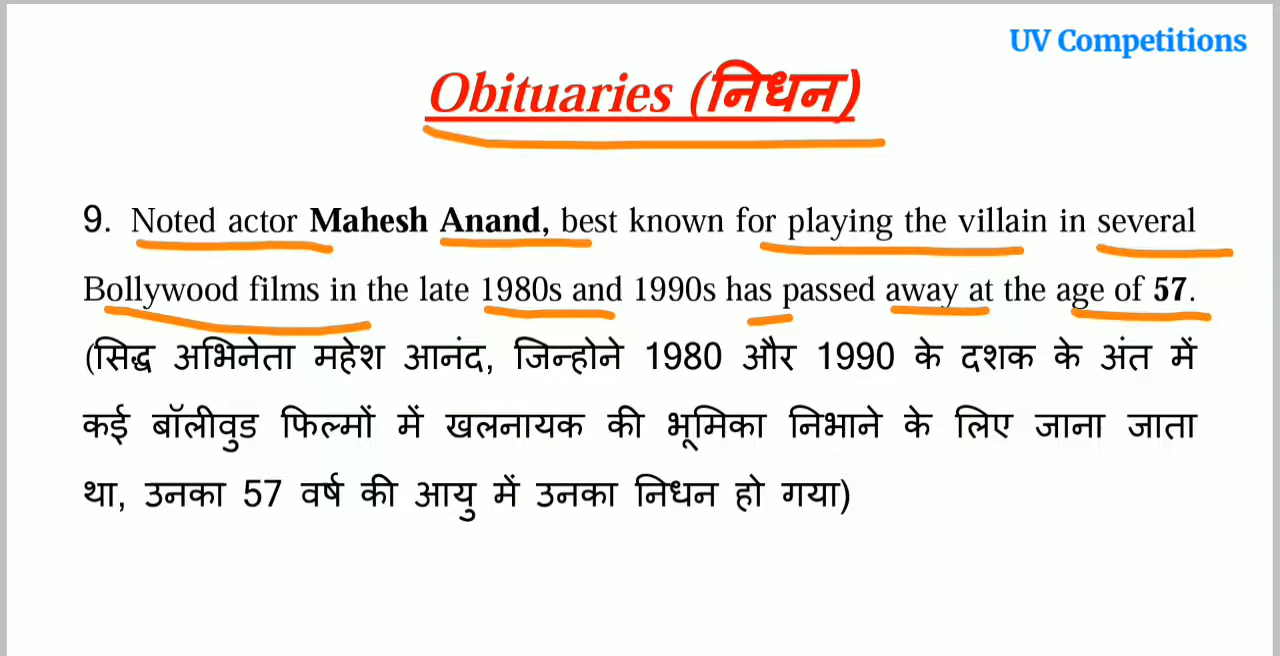 UV Competitions
Obituaries (निधन)
9. Noted actor Mahesh Anand, best known for playing the villain in several
Bollywood films in the late 1980s and 1990s has passed away at the age of 57.
(सिद्ध अभिनेता महेश आनंद, जिन्होने 1980 और 1990 के दशक के अंत में
कई बॉलीवुड फिल्मों में खलनायक की भूमिका निभाने के लिए जाना जाता
था, उनका 57 वर्ष की आयु में उनका निधन हो गया)